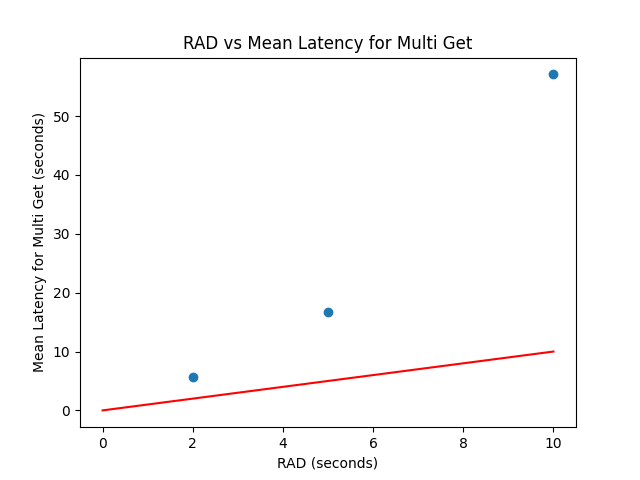 RAD vs Mean Latency for Multi Get
Mean Latency for Multi Get (seconds)
50
40
30
20
10
0
0 2 4 6 8 10
RAD (seconds)